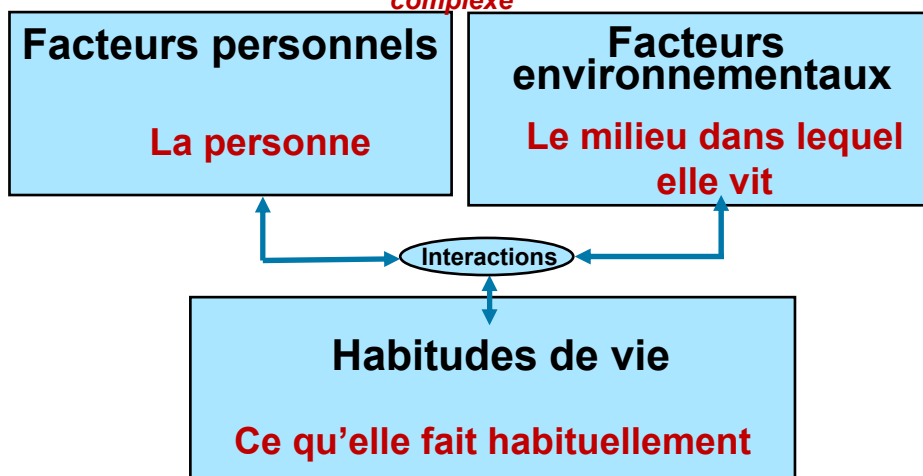 complexe
Facteurs personnels
La personne
Facteurs
environnementaux
Le milieu dans lequel
elle vit
Interactions
Habitudes de vie
Ce qu’elle fait habituellement